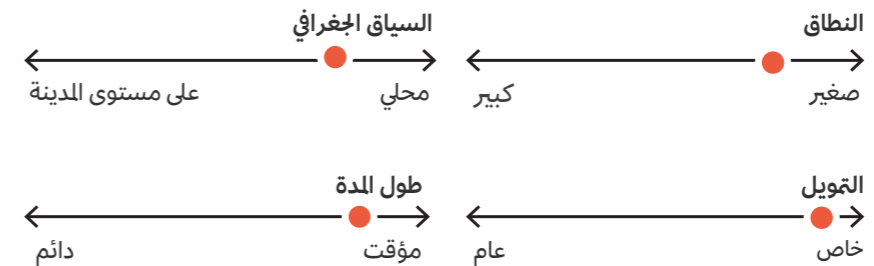 النطاق
صغير كبير
السياق الجغرافي
محلي على مستوى المدينة
التمويل
خاص عام
طول المدة
مؤقت دائم